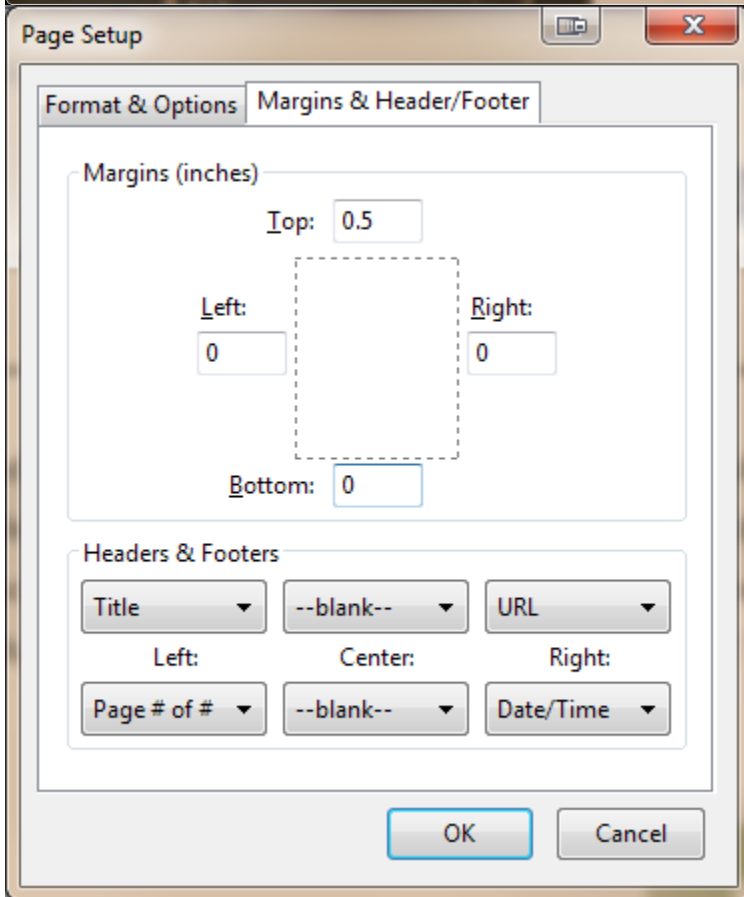 Page Setup
Format & Options Margins & Header/Footer
Margins (inches)
Top: 0.5
Left: Right:
0 0
Bottom: 0
Headers & Footers
Title --blank-- URL
Left: Center: Right:
Page # of # --blank-- Date/Time
OK Cancel